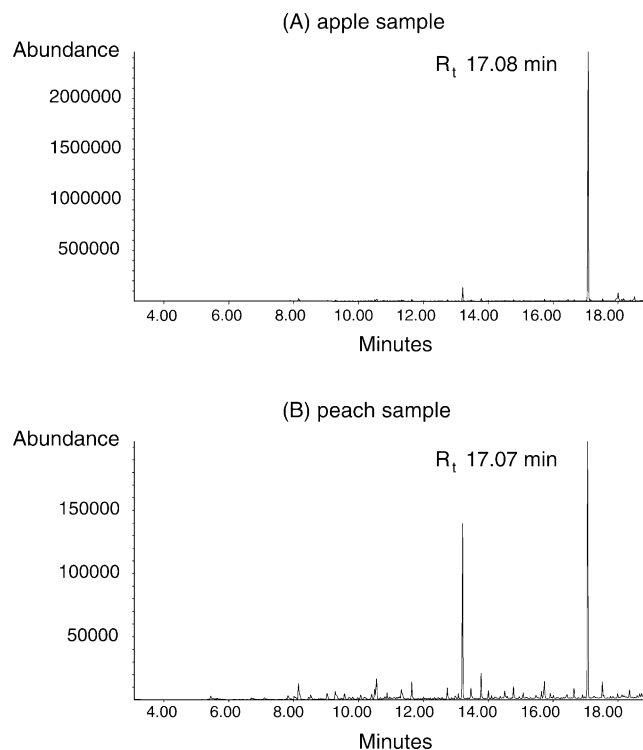 (A) apple sample
Abundance
R_t 17.08 min
2000000
1500000
1000000
500000
4.00 6.00 8.00 10.00 12.00 14.00 16.00 18.00
Minutes
(B) peach sample
Abundance
R_t 17.07 min
150000
100000
50000
4.00 6.00 8.00 10.00 12.00 14.00 16.00 18.00
Minutes